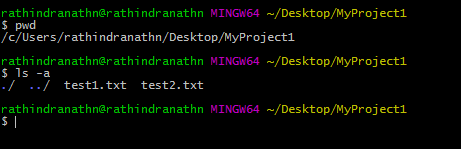 rathindranathn@rathindranathn MINGW64 ~/Desktop/MyProject1
$ pwd
/c/Users/rathindranathn/Desktop/MyProject1
rathindranathn@rathindranathn MINGW64 ~/Desktop/MyProject1
$ ls -a
./  ../  test1.txt  test2.txt
rathindranathn@rathindranathn MINGW64 ~/Desktop/MyProject1
$